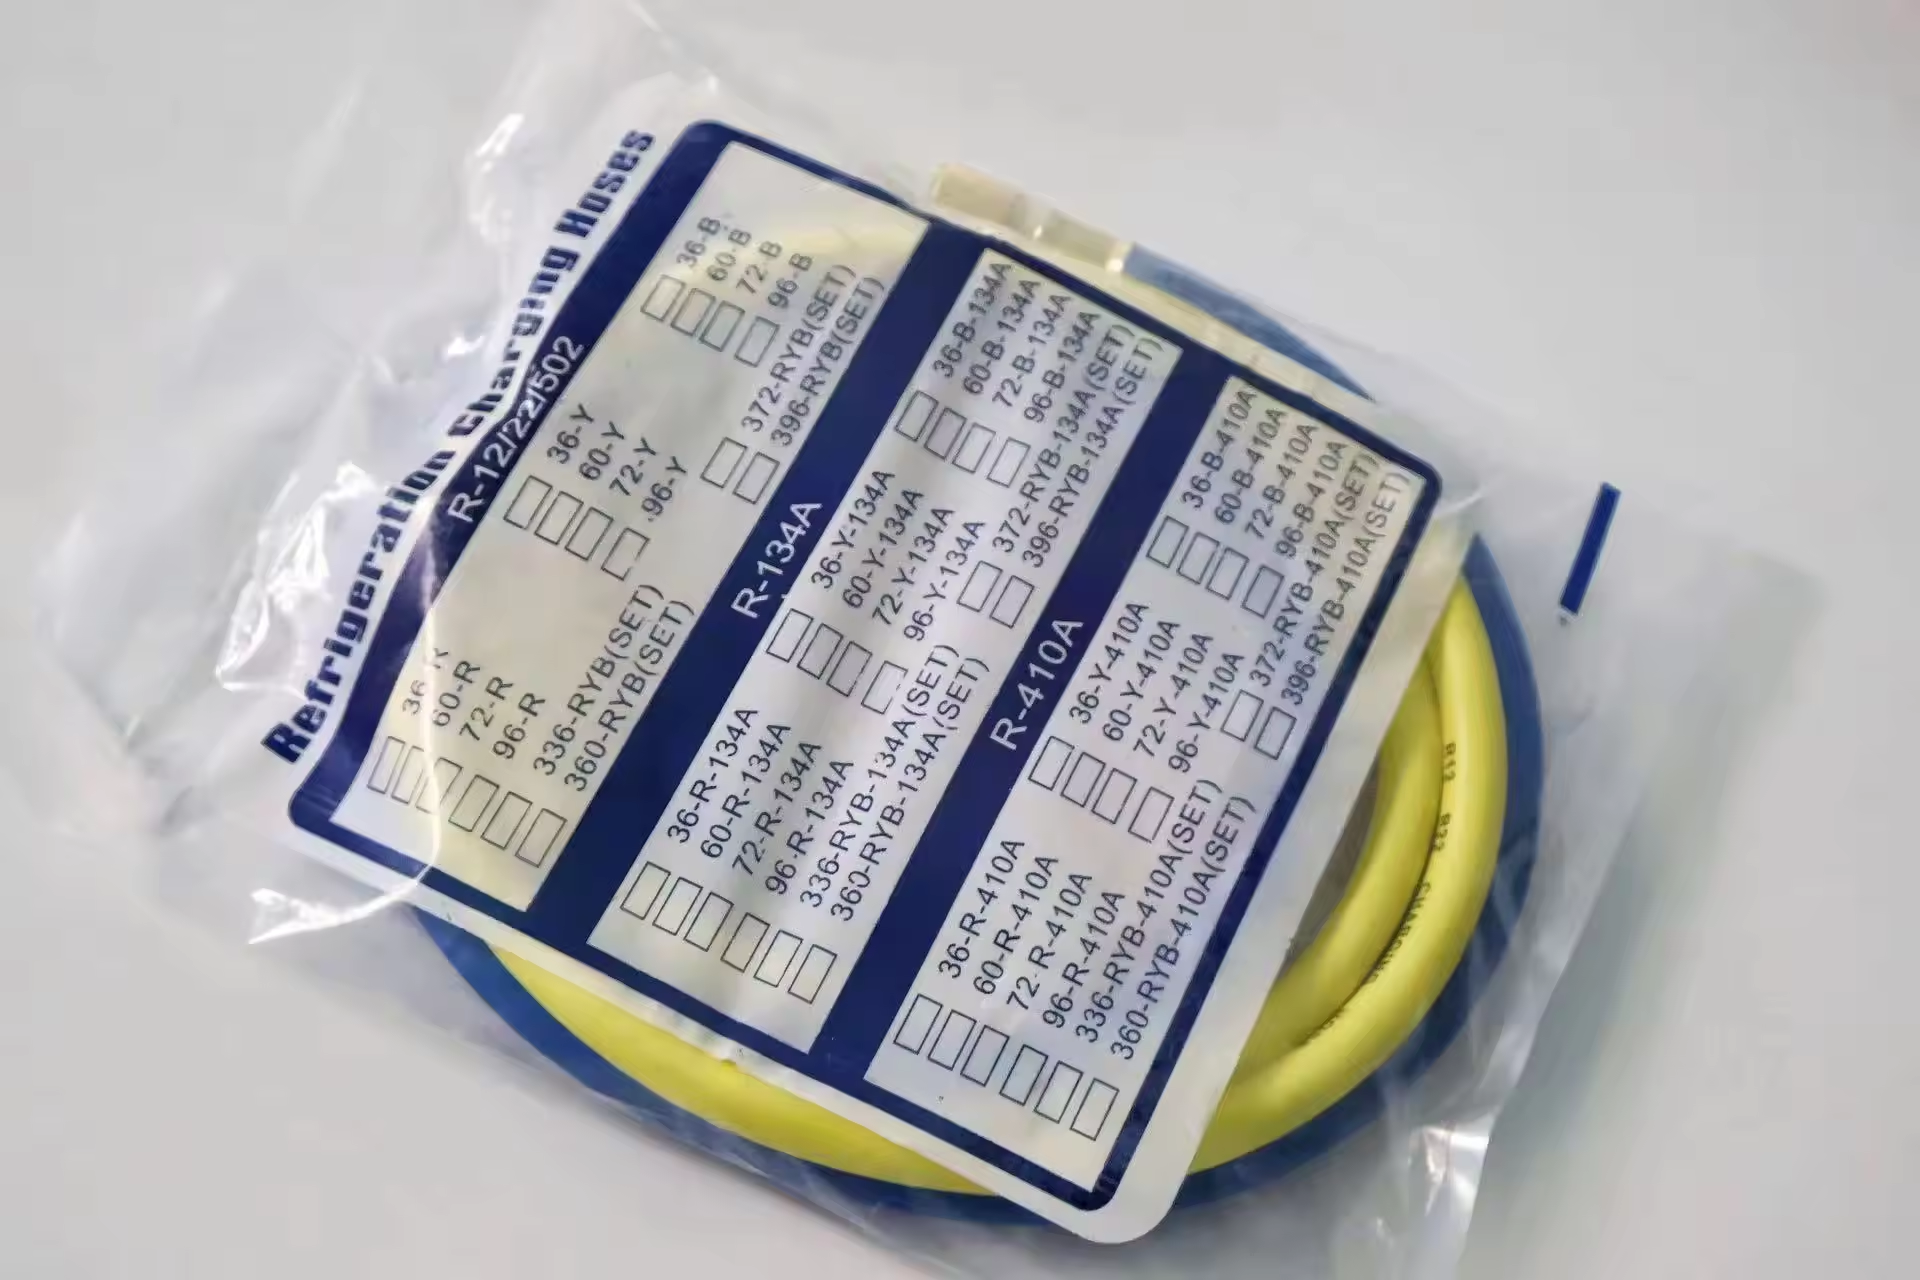 Refrigeration Charging Hoses
R-12/22/502
36-R 36-Y 36-B
60-R 60-Y 60-B
72-R 72-Y 72-B
96-R 96-Y 96-B
336-RYB(SET) 372-RYB(SET)
360-RYB(SET) 396-RYB(SET)
R-134A
36-R-134A 36-Y-134A 36-B-134A
60-R-134A 60-Y-134A 60-B-134A
72-R-134A 72-Y-134A 72-B-134A
96-R-134A 96-Y-134A 96-B-134A
336-RYB-134A(SET) 372-RYB-134A(SET)
360-RYB-134A(SET) 396-RYB-134A(SET)
R-410A
36-R-410A 36-Y-410A 36-B-410A
60-R-410A 60-Y-410A 60-B-410A
72-R-410A 72-Y-410A 72-B-410A
96-R-410A 96-Y-410A 96-B-410A
336-RYB-410A(SET) 372-RYB-410A(SET)
360-RYB-410A(SET) 396-RYB-410A(SET)
R12 R22 CHARGING